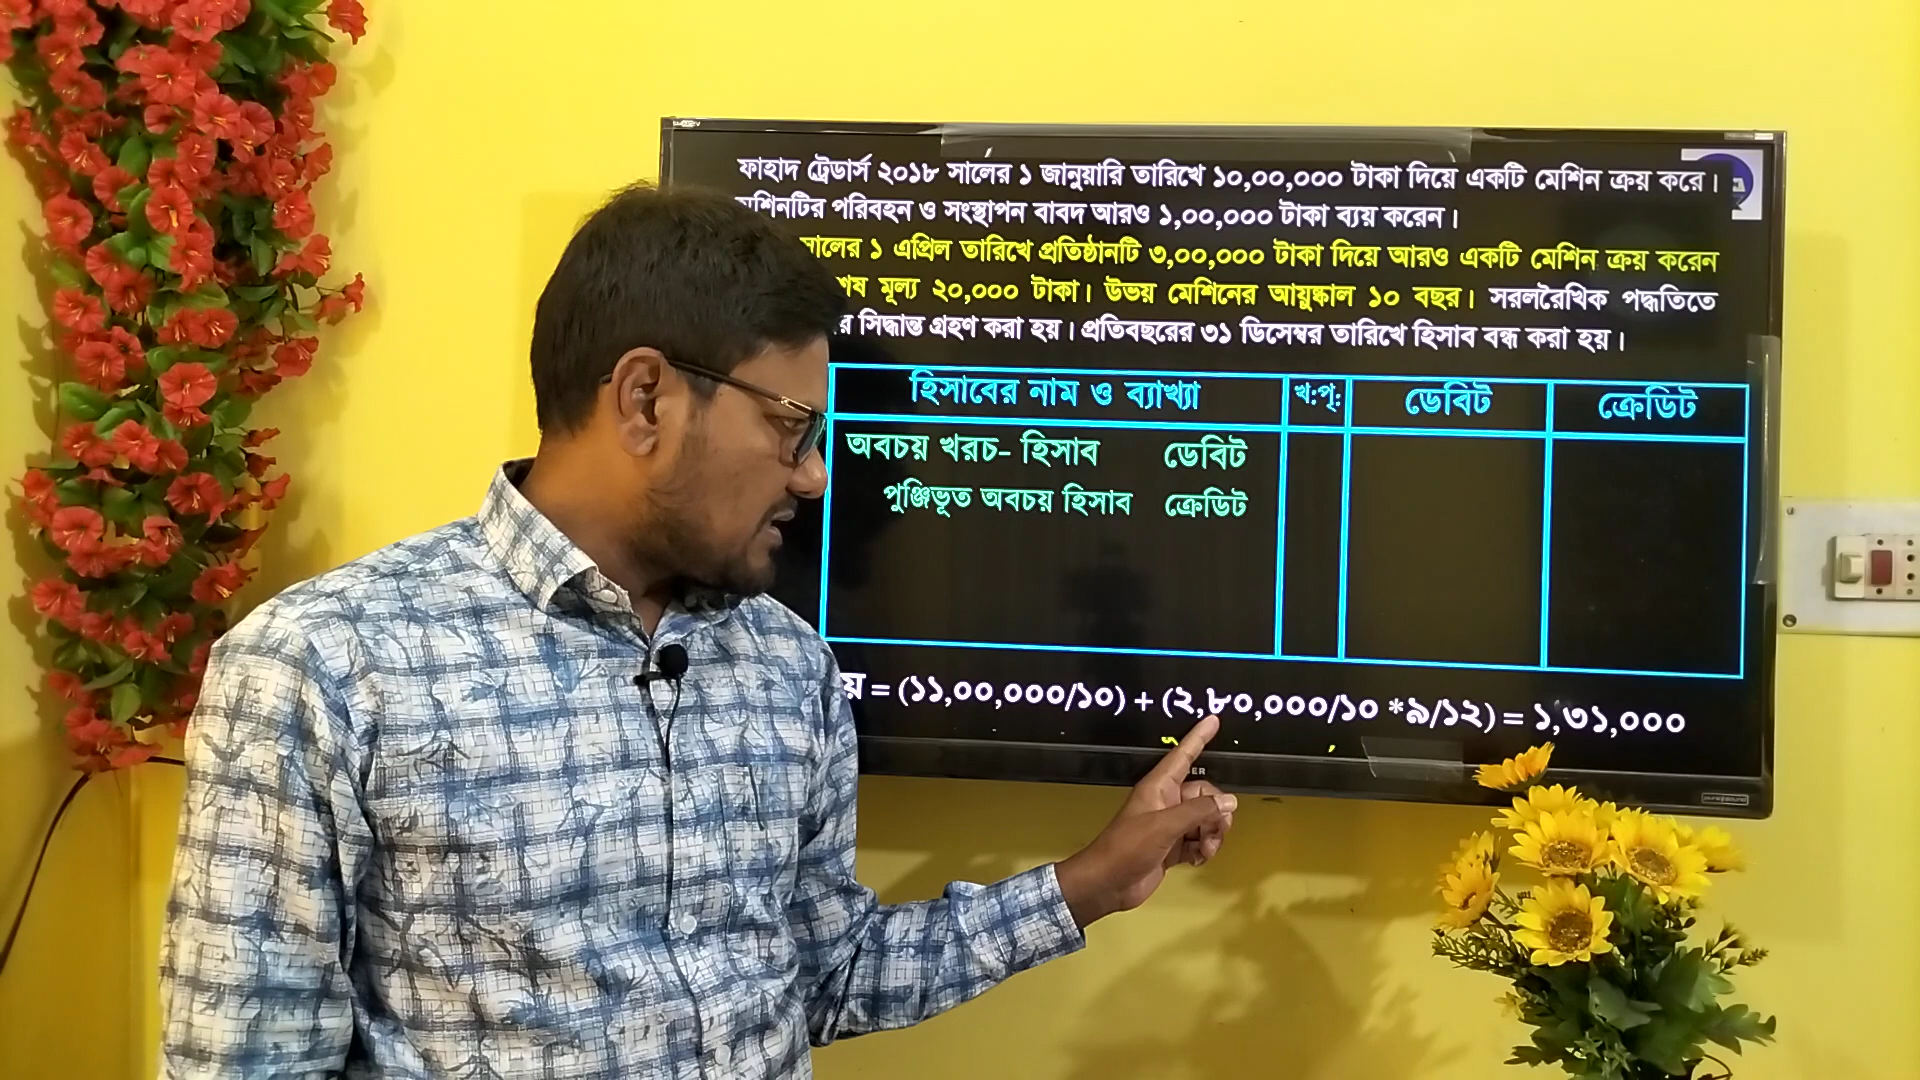 ফাহাদ ট্রেডার্স ২০১৮ সালের ১ জানুয়ারি তারিখে ১০,০০,০০০ টাকা দিয়ে একটি মেশিন ক্রয় করে।
মেশিনটির পরিবহন ও সংস্থাপন বাবদ আরও ১,০০,০০০ টাকা ব্যয় করেন।
সালের ১ এপ্রিল তারিখে প্রতিষ্ঠানটি ৩,০০,০০০ টাকা দিয়ে আরও একটি মেশিন ক্রয় করেন
মূল্য ২০,০০০ টাকা। উভয় মেশিনের আয়ুষ্কাল ১০ বছর। সরলরৈখিক পদ্ধতিতে
সিদ্ধান্ত গ্রহণ করা হয়। প্রতিবছরের ৩১ ডিসেম্বর তারিখে হিসাব বন্ধ করা হয়।
হিসাবের নাম ও ব্যাখ্যা খ:পৃ: ডেবিট ক্রেডিট
অবচয় খরচ- হিসাব ডেবিট
পুঞ্জিভূত অবচয় হিসাব ক্রেডিট
য় = (১১,০০,০০০/১০) + (২,৮০,০০০/১০ *৯/১২) = ১,৩১,০০০